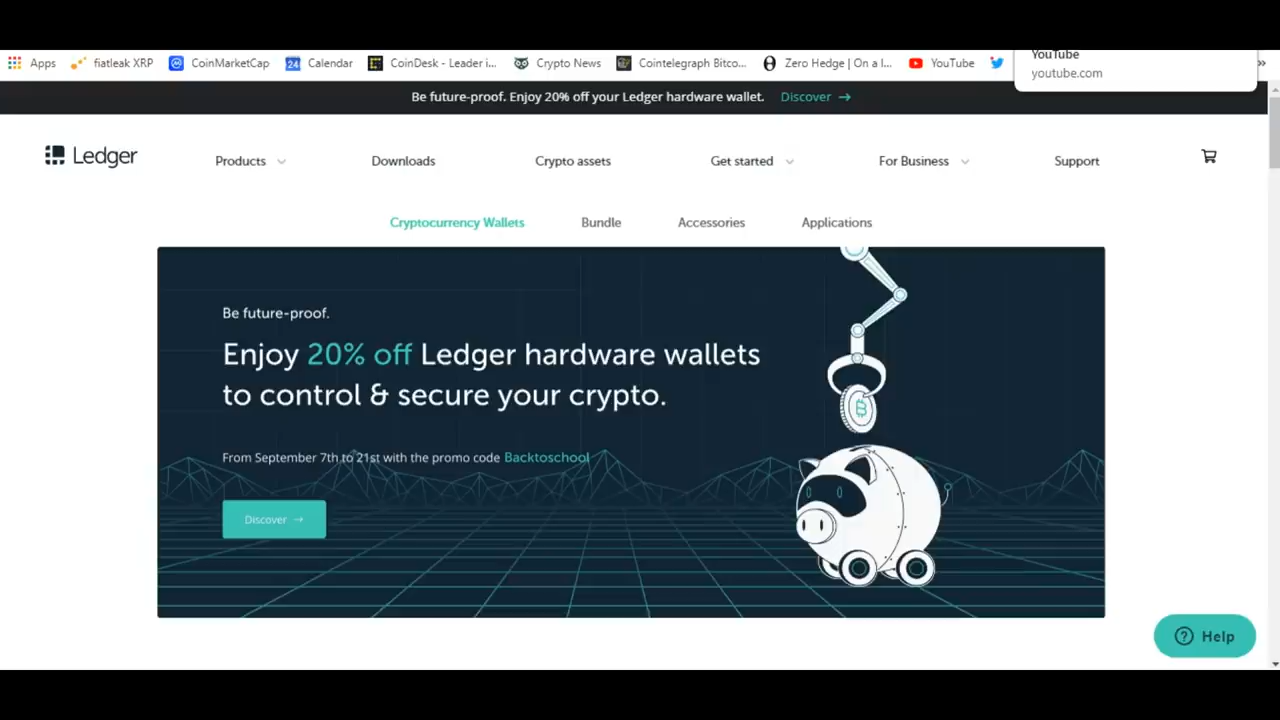 YouTube
Apps fiatleak XRP CoinMarketCap Calendar CoinDesk - Leader i... Crypto News Cointelegraph Bitco... Zero Hedge | On a l... YouTube »
youtube.com
Be future-proof. Enjoy 20% off your Ledger hardware wallet. Discover →
Ledger Products Downloads Crypto assets Get started For Business Support
Cryptocurrency Wallets Bundle Accessories Applications
Be future-proof.
Enjoy 20% off Ledger hardware wallets
to control & secure your crypto.
From September 7th to 21st with the promo code Backtoschool
Discover →
Help